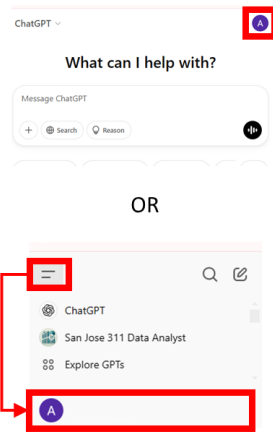 ChatGPT
A
What can I help with?
Message ChatGPT
+ Search Reason
OR
ChatGPT
San Jose 311 Data Analyst
Explore GPTs
A